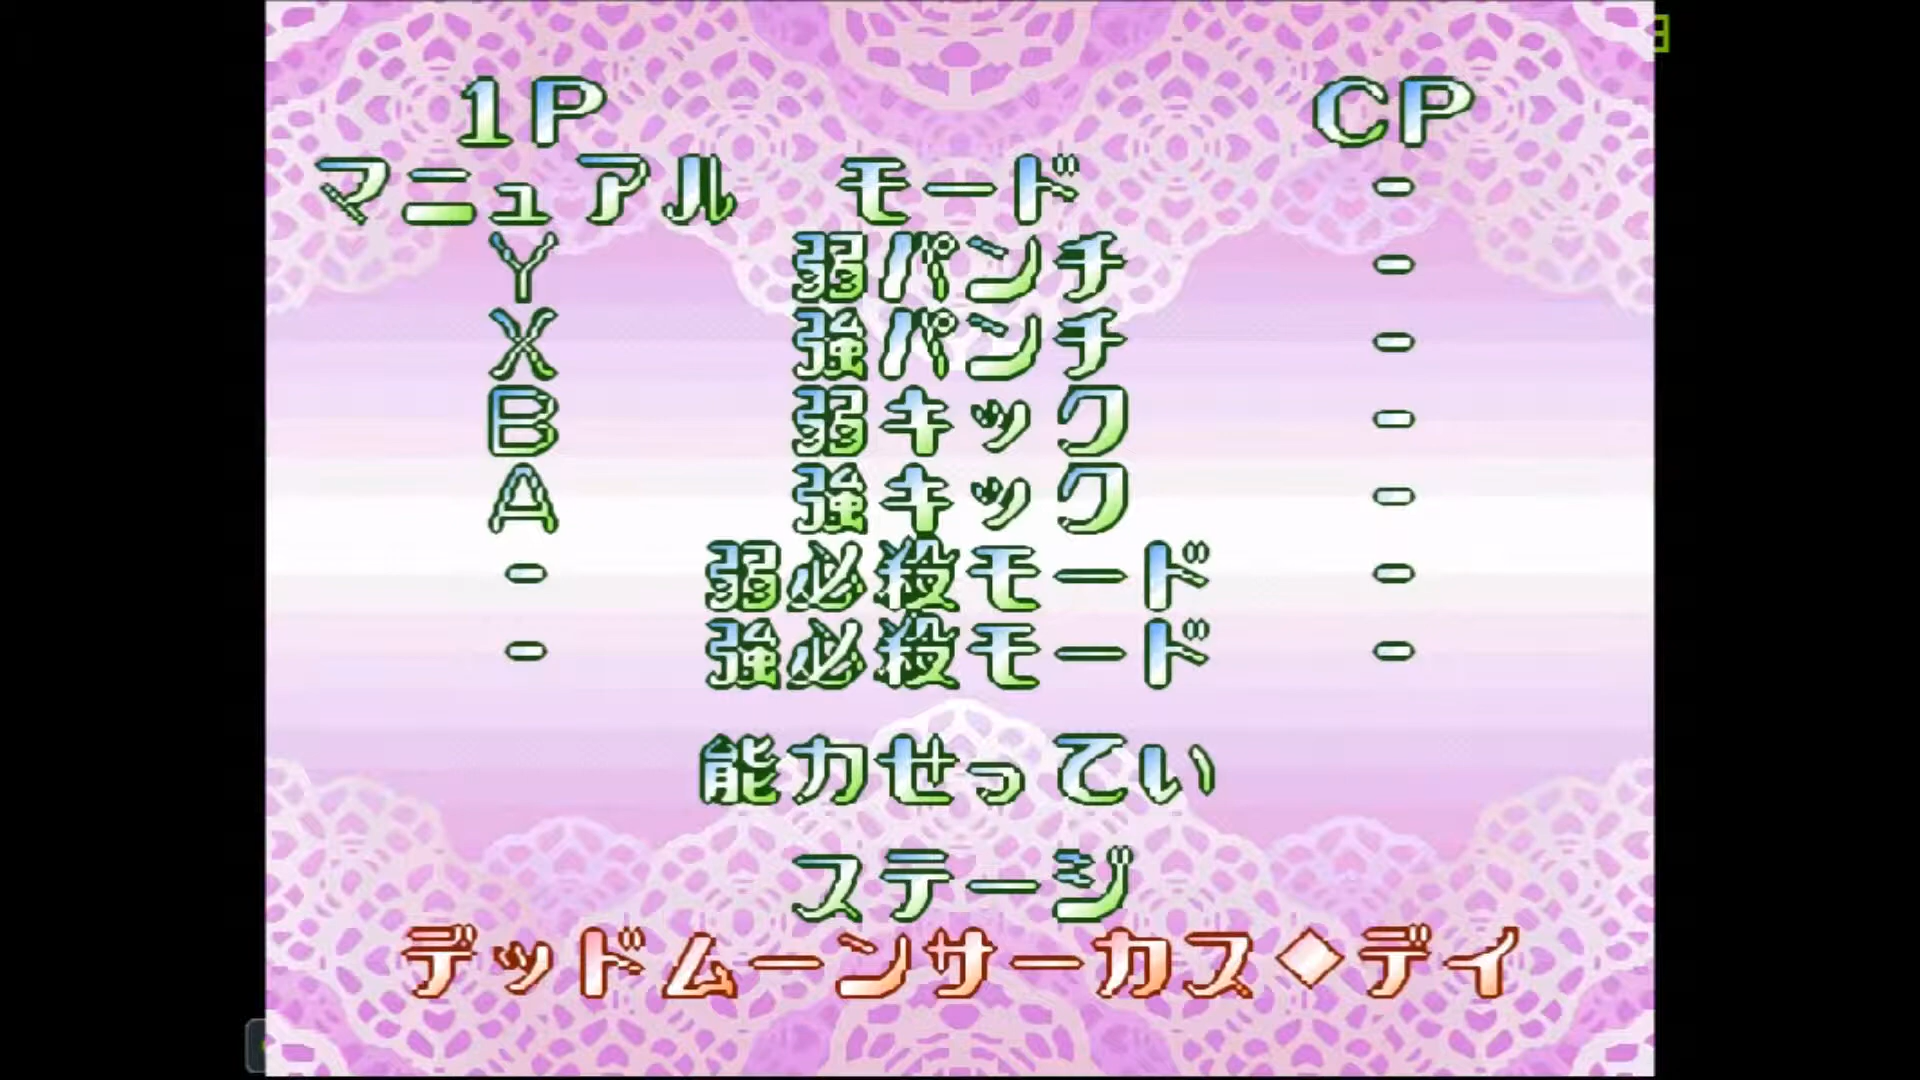 1P CP
マニュアル モード -
Y 弱パンチ -
X 強パンチ -
B 弱キック -
A 強キック -
- 弱必殺モード -
- 強必殺モード -
能力せってい
ステージ
デッドムーンサーカス◆デイ